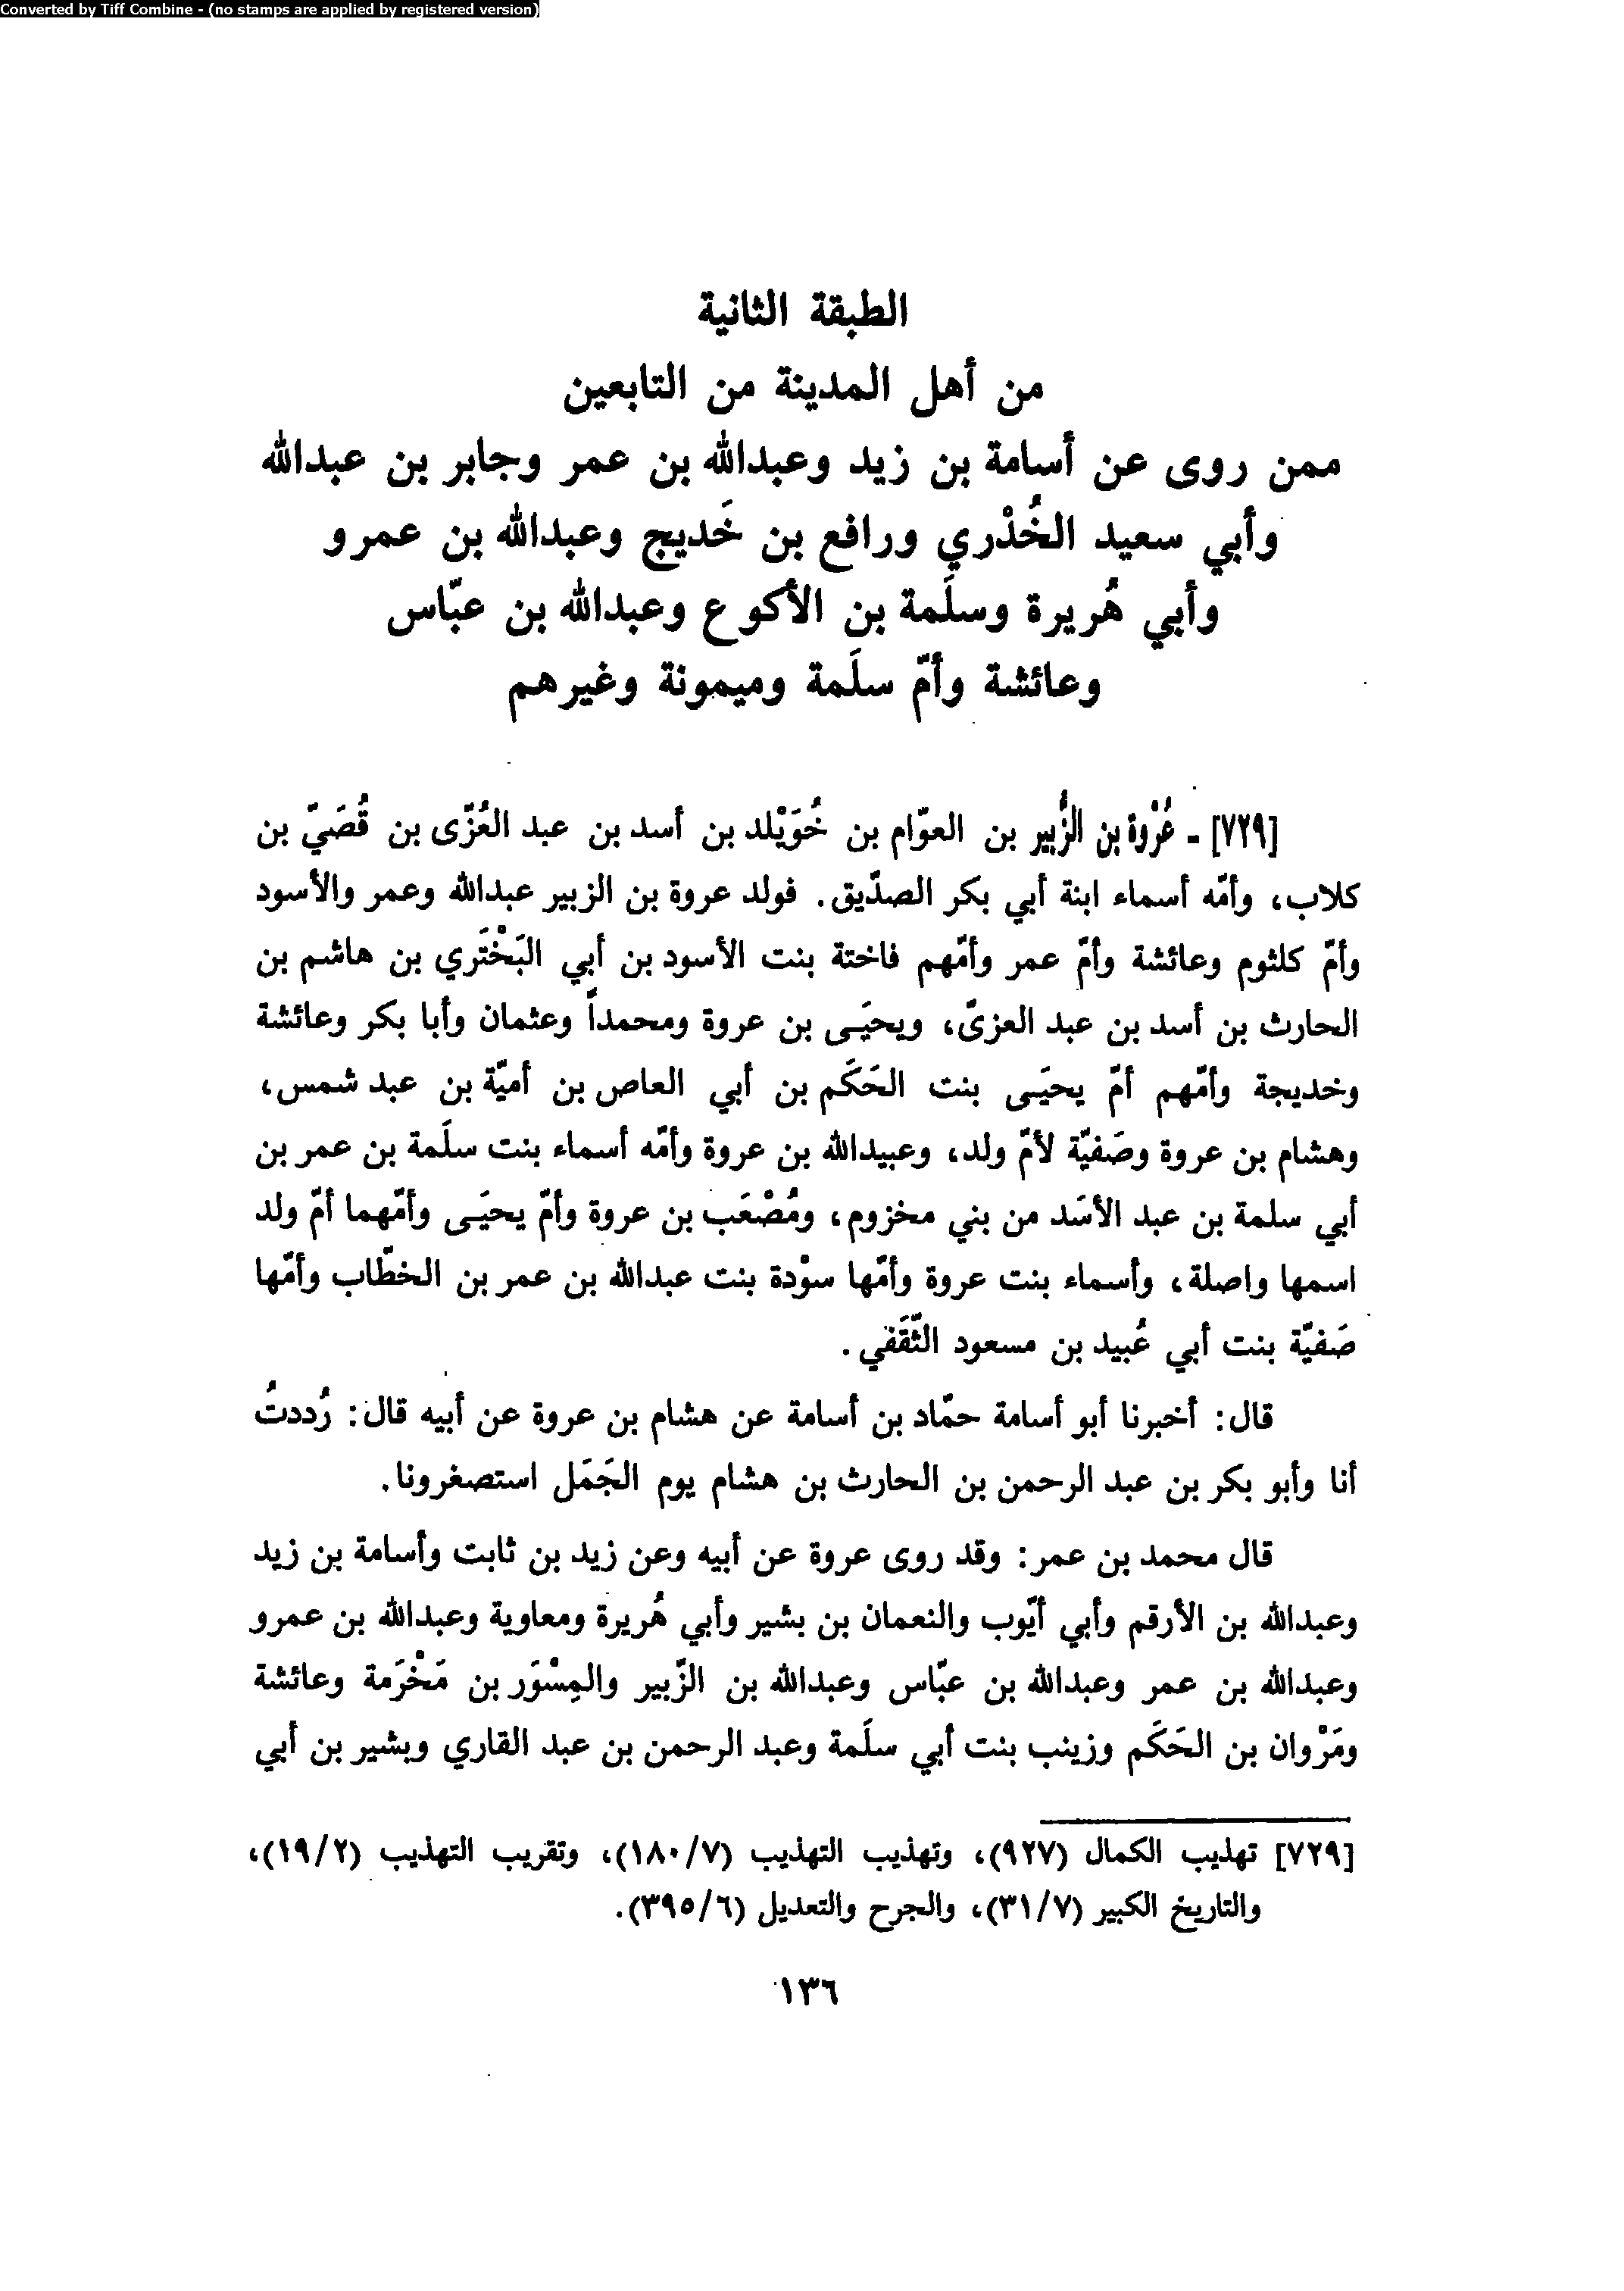 Converted by Tiff Combine - (no stamps are applied by registered version)
الطبقة الثانية
من أهل المدينة من التابعين
ممن روى عن أسامة بن زيد وعبدالله بن عمر وجابر بن عبدالله
وأبي سعيد الخُدْري ورافع بن خَديج وعبدالله بن عمرو
وأبي هُريرة وسلَمة بن الأكوع وعبدالله بن عبّاس
وعائشة وأمّ سلَمة وميمونة وغيرهم
[٧٢٩] - عُرْوة بن الزُّبير بن العوّام بن خُوَيْلد بن أسد بن عبد العُزّى بن قُصَيّ بن
كلاب، وأمّه أسماء ابنة أبي بكر الصدّيق. فولد عروة بن الزبير عبدالله وعمر والأسود
وأمّ كلثوم وعائشة وأمّ عمر وأمّهم فاختة بنت الأسود بن أبي البَخْتَري بن هاشم بن
الحارث بن أسد بن عبد العزىّ، ويحيَى بن عروة ومحمداً وعثمان وأبا بكر وعائشة
وخديجة وأمّهم أمّ يحيَى بنت الحَكَم بن أبي العاص بن أميّة بن عبد شمس،
وهشام بن عروة وصَفيّة لأمّ ولد، وعبيدالله بن عروة وأمّه أسماء بنت سلَمة بن عمر بن
أبي سلمة بن عبد الأسَد من بني مخزوم، ومُصْعَب بن عروة وأمّ يحيَى وأمّهما أمّ ولد
اسمها واصلة، وأسماء بنت عروة وأمّها سوْدة بنت عبدالله بن عمر بن الخطّاب وأمّها
صَفيّة بنت أبي عُبيد بن مسعود الثّقَفي.
قال: أخبرنا أبو أسامة حمّاد بن أسامة عن هشام بن عروة عن أبيه قال: رُددتُ
أنا وأبو بكر بن عبد الرحمن بن الحارث بن هشام يوم الجَمَل استصغرونا.
قال محمد بن عمر: وقد روى عروة عن أبيه وعن زيد بن ثابت وأسامة بن زيد
وعبدالله بن الأرقم وأبي أيّوب والنعمان بن بشير وأبي هُريرة ومعاوية وعبدالله بن عمرو
وعبدالله بن عمر وعبدالله بن عبّاس وعبدالله بن الزّبير والمِسْوَر بن مَخْرَمة وعائشة
ومَرْوان بن الحَكَم وزينب بنت أبي سلَمة وعبد الرحمن بن عبد القاري وبشير بن أبي
[٧٢٩] تهذيب الكمال (٩٢٧)، وتهذيب التهذيب (١٨٠/٧)، وتقريب التهذيب (١٩/٢)،
والتاريخ الكبير (٣١/٧)، والجرح والتعديل (٣٩٥/٦).
١٣٦